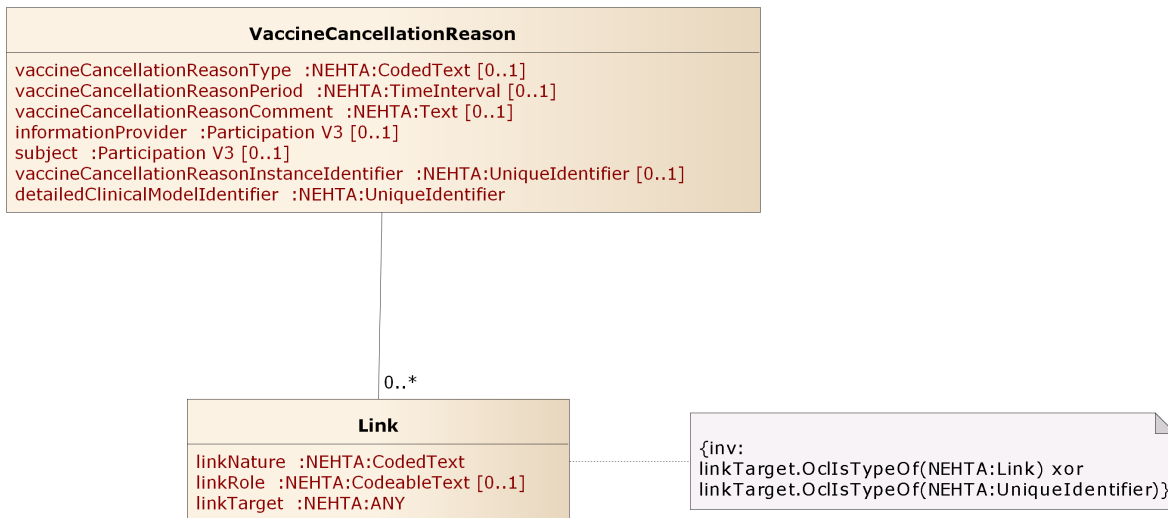 VaccineCancellationReason
vaccineCancellationReasonType :NEHTA:CodedText [0..1]
vaccineCancellationReasonPeriod :NEHTA:TimeInterval [0..1]
vaccineCancellationReasonComment :NEHTA:Text [0..1]
informationProvider :Participation V3 [0..1]
subject :Participation V3 [0..1]
vaccineCancellationReasonInstanceIdentifier :NEHTA:UniqueIdentifier [0..1]
detailedClinicalModelIdentifier :NEHTA:UniqueIdentifier
0..*
Link
linkNature :NEHTA:CodedText
linkRole :NEHTA:CodeableText [0..1]
linkTarget :NEHTA:ANY
{inv:
linkTarget.OclIsTypeOf(NEHTA:Link) xor
linkTarget.OclIsTypeOf(NEHTA:UniqueIdentifier)}